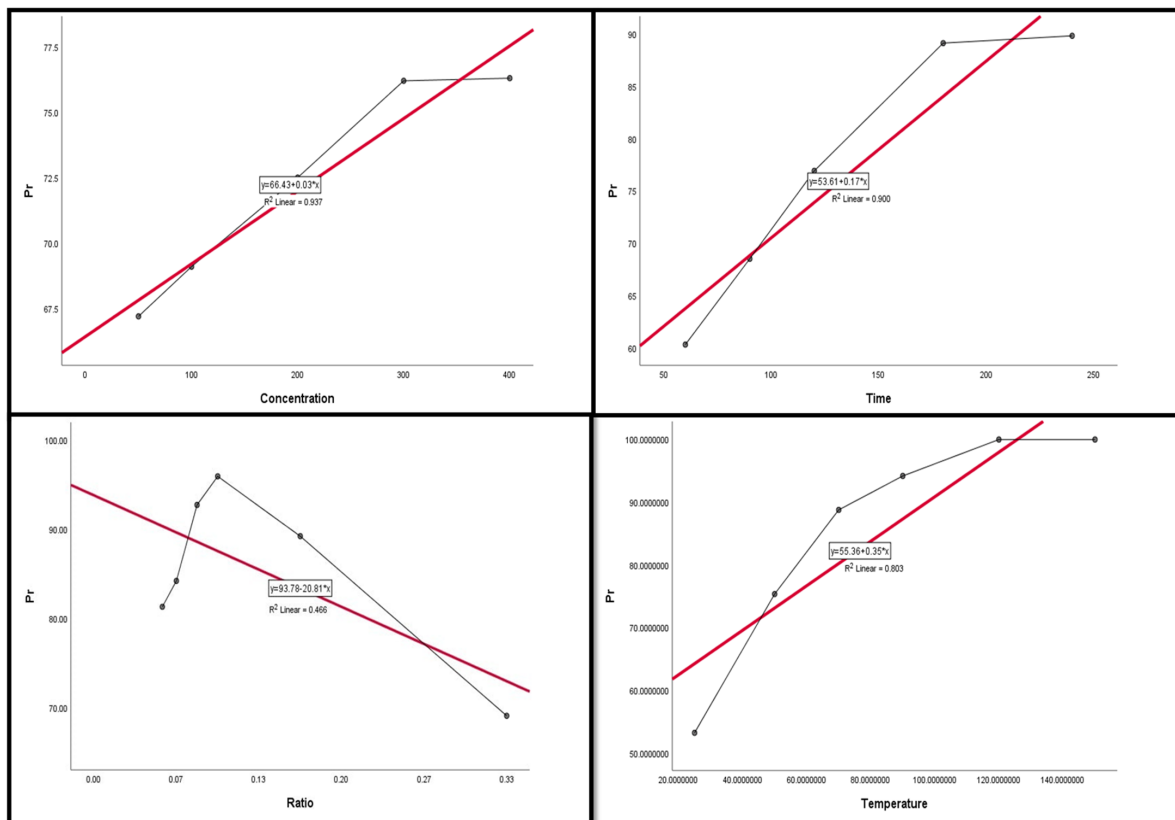 77.5
75.0
72.5
70.0
67.5
Pr
y=66.43+0.03*x
R² Linear = 0.937
0 100 200 300 400
Concentration
90
85
80
75
70
65
60
Pr
y=53.61+0.17*x
R² Linear = 0.900
50 100 150 200 250
Time
100.00
90.00
80.00
70.00
Pr
y=93.78-20.81*x
R² Linear = 0.466
0.00 0.07 0.13 0.20 0.27 0.33
Ratio
100.0000000
90.0000000
80.0000000
70.0000000
60.0000000
50.0000000
Pr
y=55.36+0.35*x
R² Linear = 0.803
20.0000000 40.0000000 60.0000000 80.0000000 100.0000000 120.0000000 140.0000000
Temperature